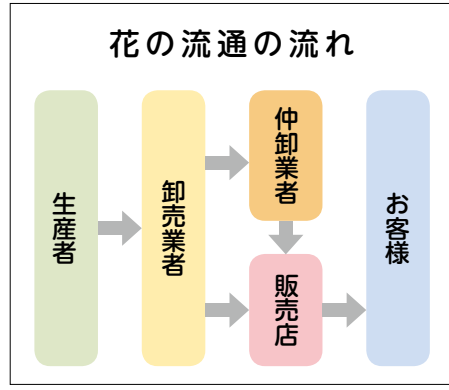 花の流通の流れ
生産者
卸売業者
仲卸業者
販売店
お客様